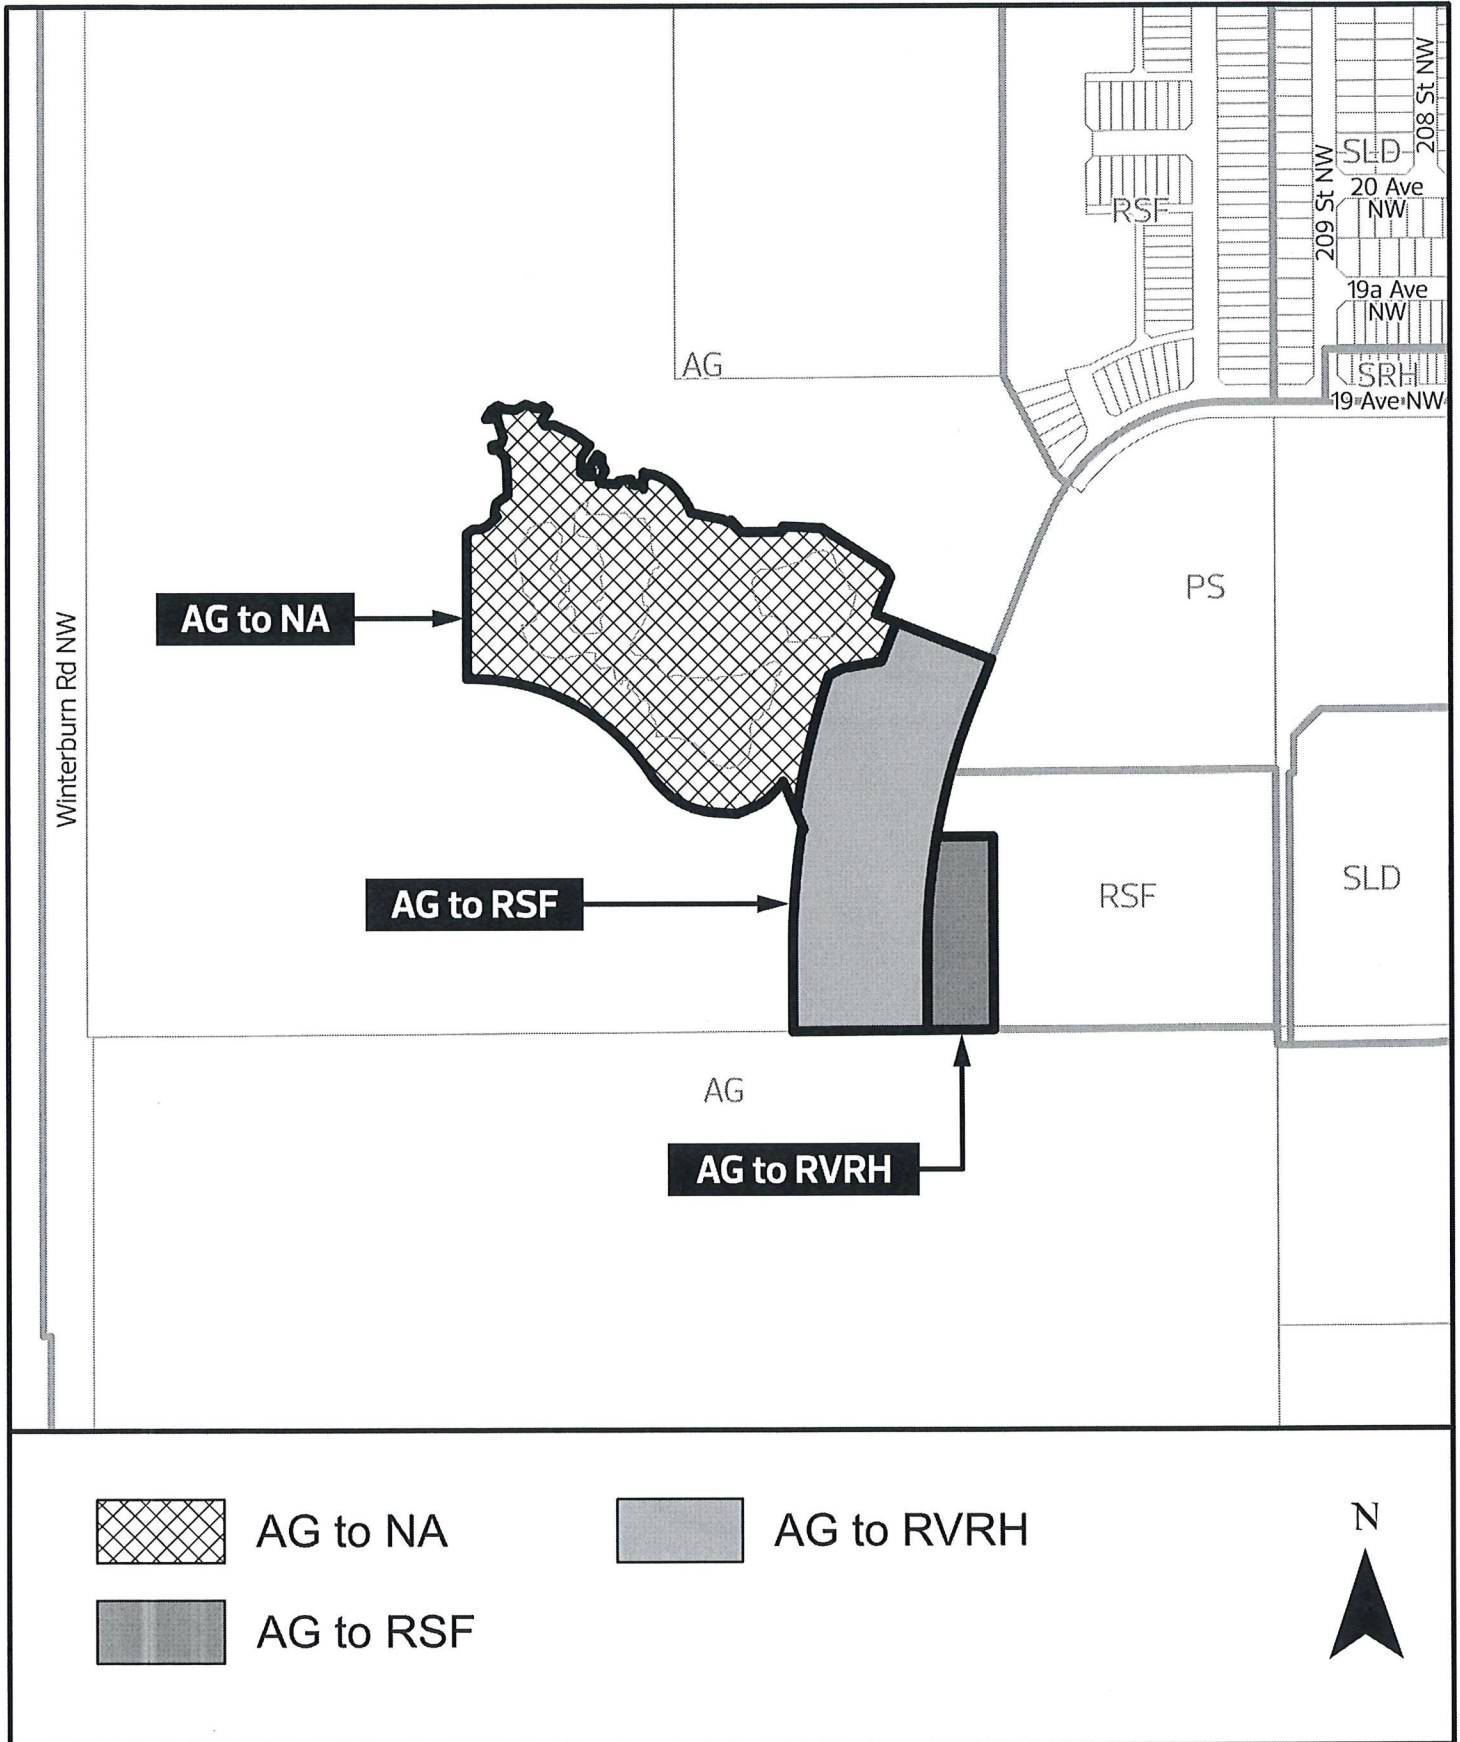 208 St NW
SLD
209 St NW
20 Ave
NW
RSF
19a Ave
NW
AG
SRH
19 Ave NW
PS
AG to NA
Winterburn Rd NW
SLD
RSF
AG to RSF
AG
AG to RVRH
N
AG to NA
AG to RVRH
AG to RSF